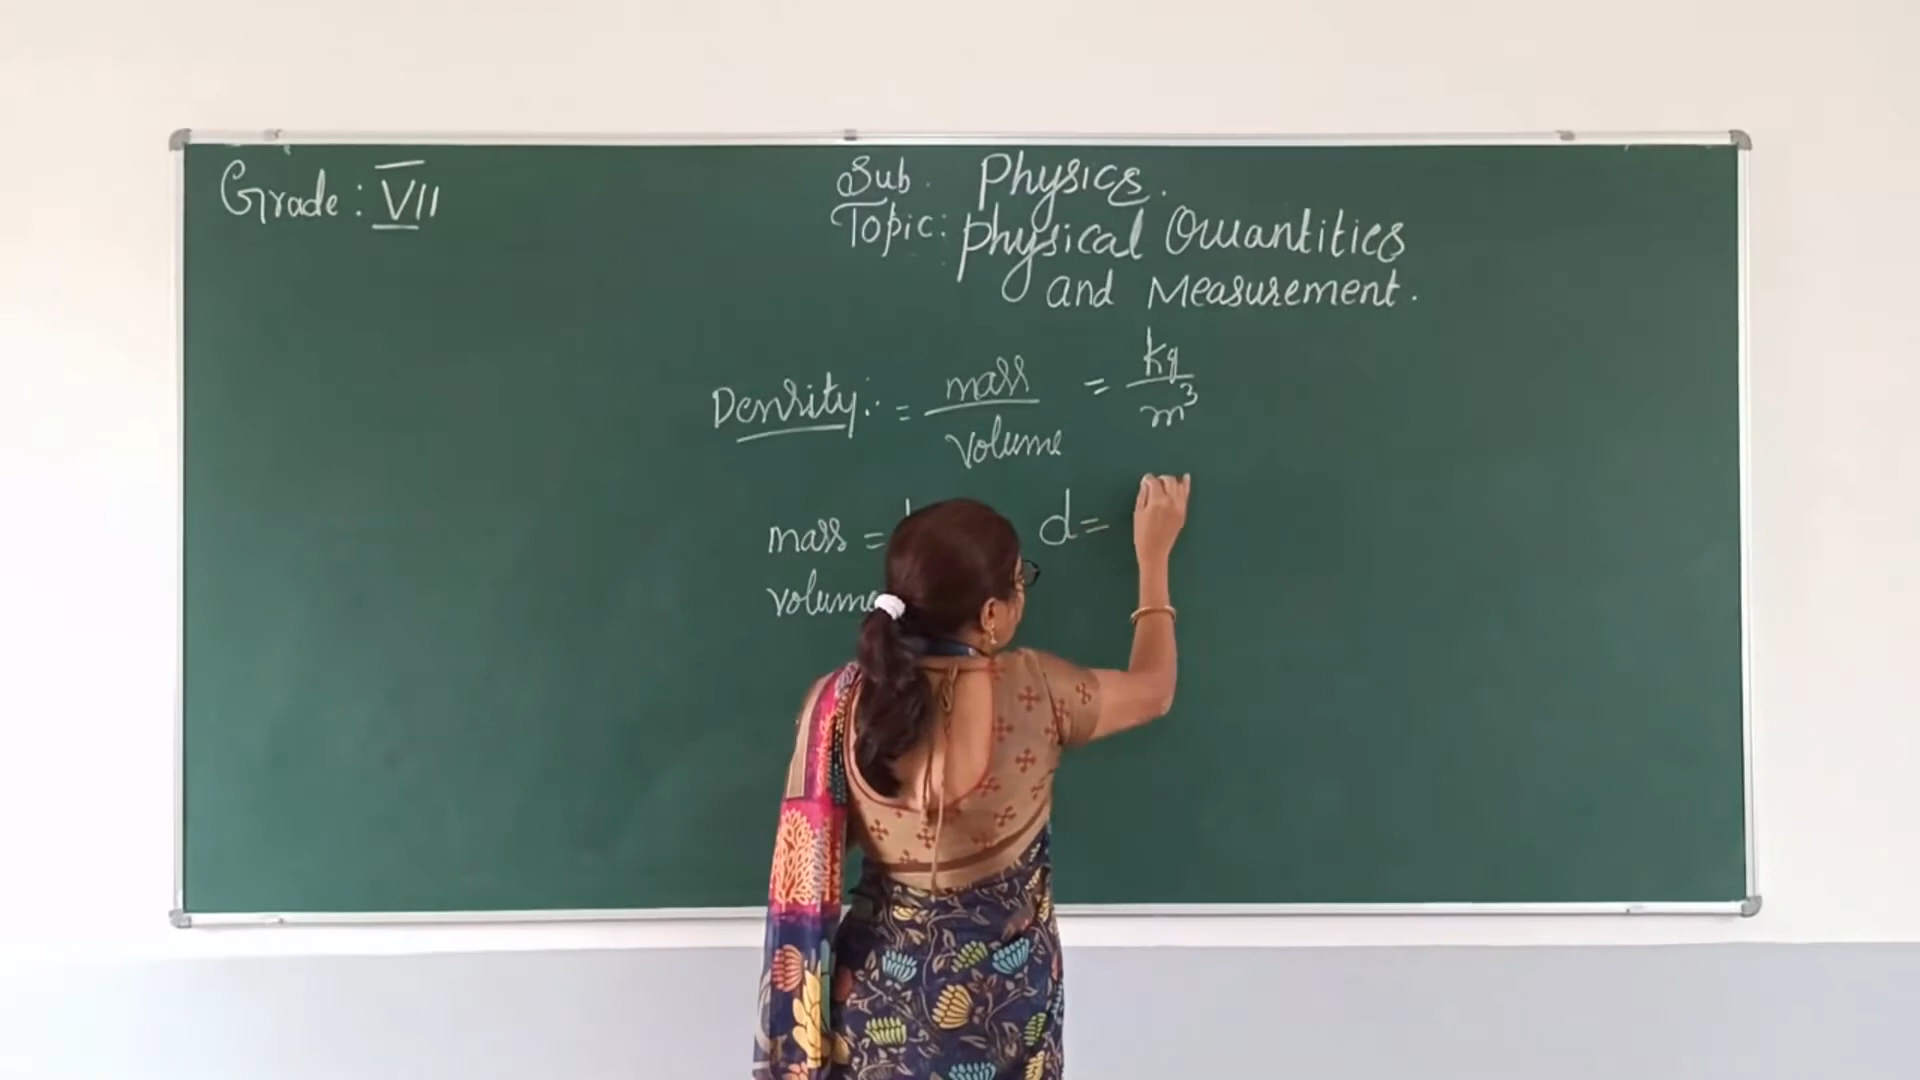 Grade: VII
Sub. Physics.
Topic: Physical Quantities
and Measurement.
Density:- = mass / volume = kg / m³
mass = d =
volume